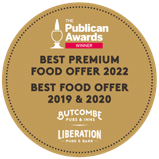 THE
Publican
Awards
WINNER
BEST PREMIUM
FOOD OFFER 2022
BEST FOOD OFFER
2019 & 2020
BUTCOMBE
PUBS & INNS
LIBERATION
PUBS & BARS